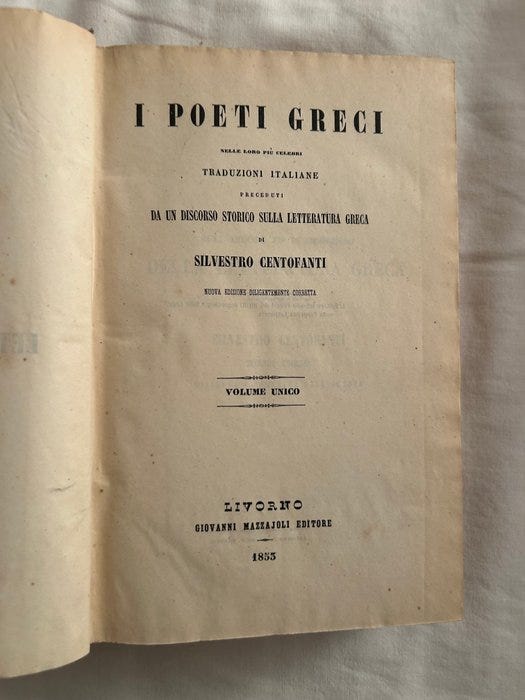 I POETI GRECI
NELLE LORO PIÙ CELEBRI
TRADUZIONI ITALIANE
PRECEDUTI
DA UN DISCORSO STORICO SULLA LETTERATURA GRECA
DI
SILVESTRO CENTOFANTI
NUOVA EDIZIONE DILIGENTEMENTE CORRETTA
VOLUME UNICO
LIVORNO
GIOVANNI MAZZAJOLI EDITORE
1853